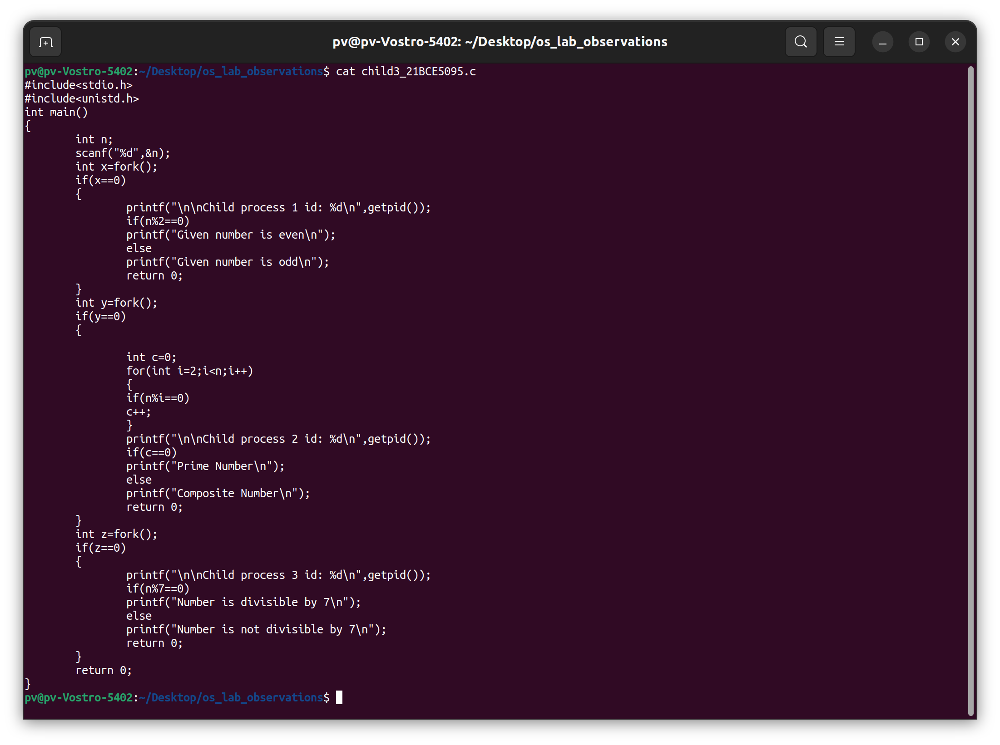 pv@pv-Vostro-5402: ~/Desktop/os_lab_observations
pv@pv-Vostro-5402:~/Desktop/os_lab_observations$ cat child3_21BCE5095.c
#include<stdio.h>
#include<unistd.h>
int main()
{
        int n;
        scanf("%d",&n);
        int x=fork();
        if(x==0)
        {
                printf("\n\nChild process 1 id: %d\n",getpid());
                if(n%2==0)
                printf("Given number is even\n");
                else
                printf("Given number is odd\n");
                return 0;
        }
        int y=fork();
        if(y==0)
        {

                int c=0;
                for(int i=2;i<n;i++)
                {
                if(n%i==0)
                c++;
                }
                printf("\n\nChild process 2 id: %d\n",getpid());
                if(c==0)
                printf("Prime Number\n");
                else
                printf("Composite Number\n");
                return 0;
        }
        int z=fork();
        if(z==0)
        {
                printf("\n\nChild process 3 id: %d\n",getpid());
                if(n%7==0)
                printf("Number is divisible by 7\n");
                else
                printf("Number is not divisible by 7\n");
                return 0;
        }
        return 0;
}
pv@pv-Vostro-5402:~/Desktop/os_lab_observations$